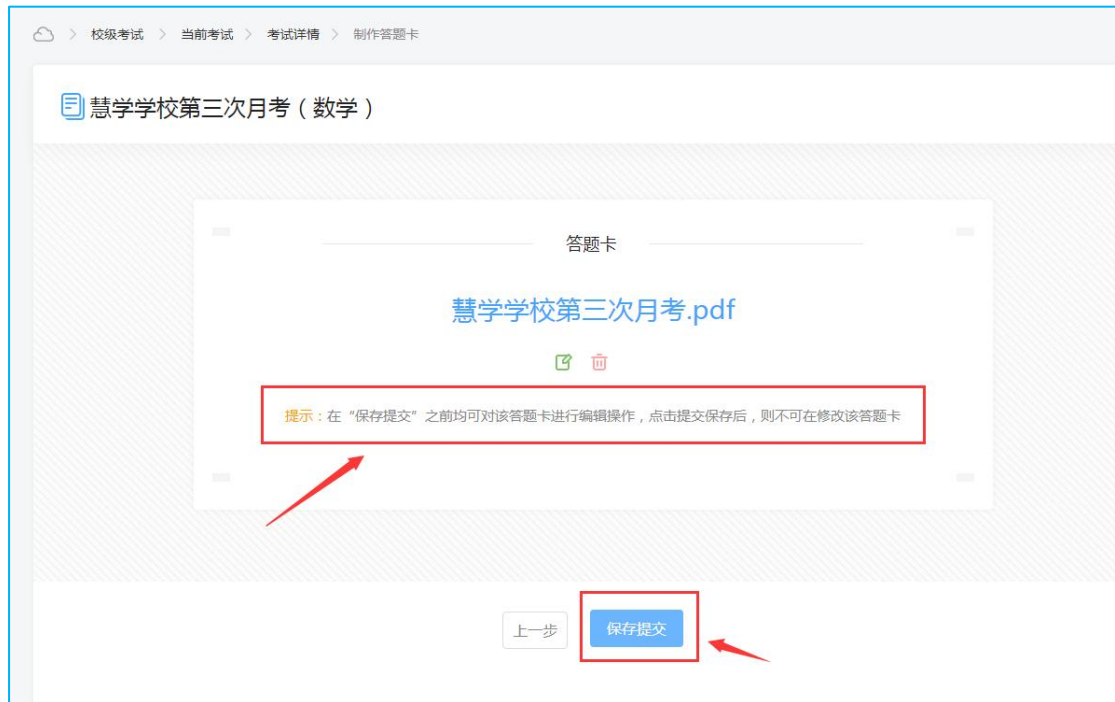 校级考试 > 当前考试 > 考试详情 > 制作答题卡
慧学学校第三次月考（数学）
答题卡
慧学学校第三次月考.pdf
提示：在“保存提交”之前均可对该答题卡进行编辑操作，点击提交保存后，则不可在修改该答题卡
上一步
保存提交